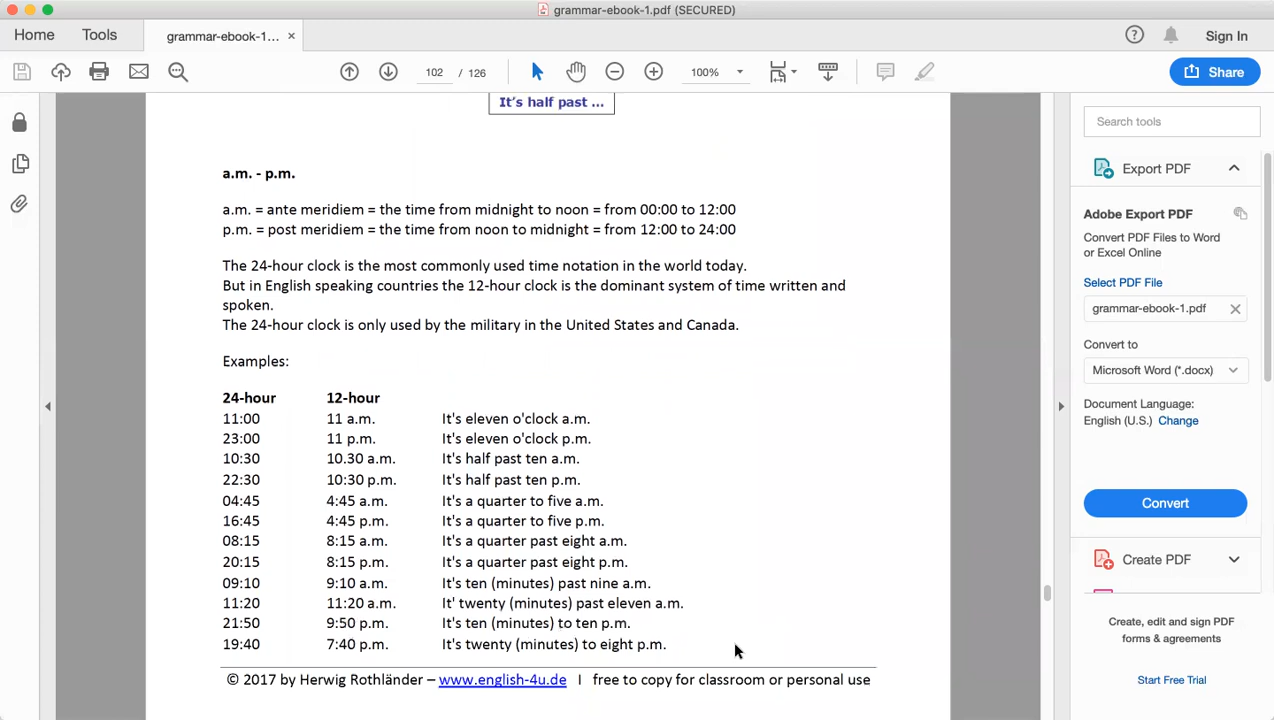 grammar-ebook-1.pdf (SECURED)
Home Tools grammar-ebook-1... × Sign In
102 / 126 100% Share
It's half past ...
a.m. - p.m.
a.m. = ante meridiem = the time from midnight to noon = from 00:00 to 12:00
p.m. = post meridiem = the time from noon to midnight = from 12:00 to 24:00
The 24-hour clock is the most commonly used time notation in the world today.
But in English speaking countries the 12-hour clock is the dominant system of time written and
spoken.
The 24-hour clock is only used by the military in the United States and Canada.
Examples:
24-hour 12-hour
11:00 11 a.m. It's eleven o'clock a.m.
23:00 11 p.m. It's eleven o'clock p.m.
10:30 10.30 a.m. It's half past ten a.m.
22:30 10:30 p.m. It's half past ten p.m.
04:45 4:45 a.m. It's a quarter to five a.m.
16:45 4:45 p.m. It's a quarter to five p.m.
08:15 8:15 a.m. It's a quarter past eight a.m.
20:15 8:15 p.m. It's a quarter past eight p.m.
09:10 9:10 a.m. It's ten (minutes) past nine a.m.
11:20 11:20 a.m. It' twenty (minutes) past eleven a.m.
21:50 9:50 p.m. It's ten (minutes) to ten p.m.
19:40 7:40 p.m. It's twenty (minutes) to eight p.m.
© 2017 by Herwig Rothländer – www.english-4u.de I free to copy for classroom or personal use
Search tools
Export PDF
Adobe Export PDF
Convert PDF Files to Word
or Excel Online
Select PDF File
grammar-ebook-1.pdf
Convert to
Microsoft Word (*.docx)
Document Language:
English (U.S.) Change
Convert
Create PDF
Create, edit and sign PDF
forms & agreements
Start Free Trial